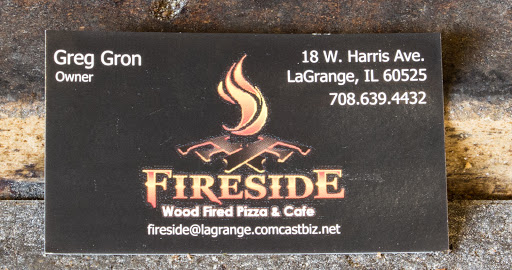 Greg Gron
Owner
18 W. Harris Ave.
LaGrange, IL 60525
708.639.4432
FIRESIDE
Wood Fired Pizza & Cafe
fireside@lagrange.comcastbiz.net